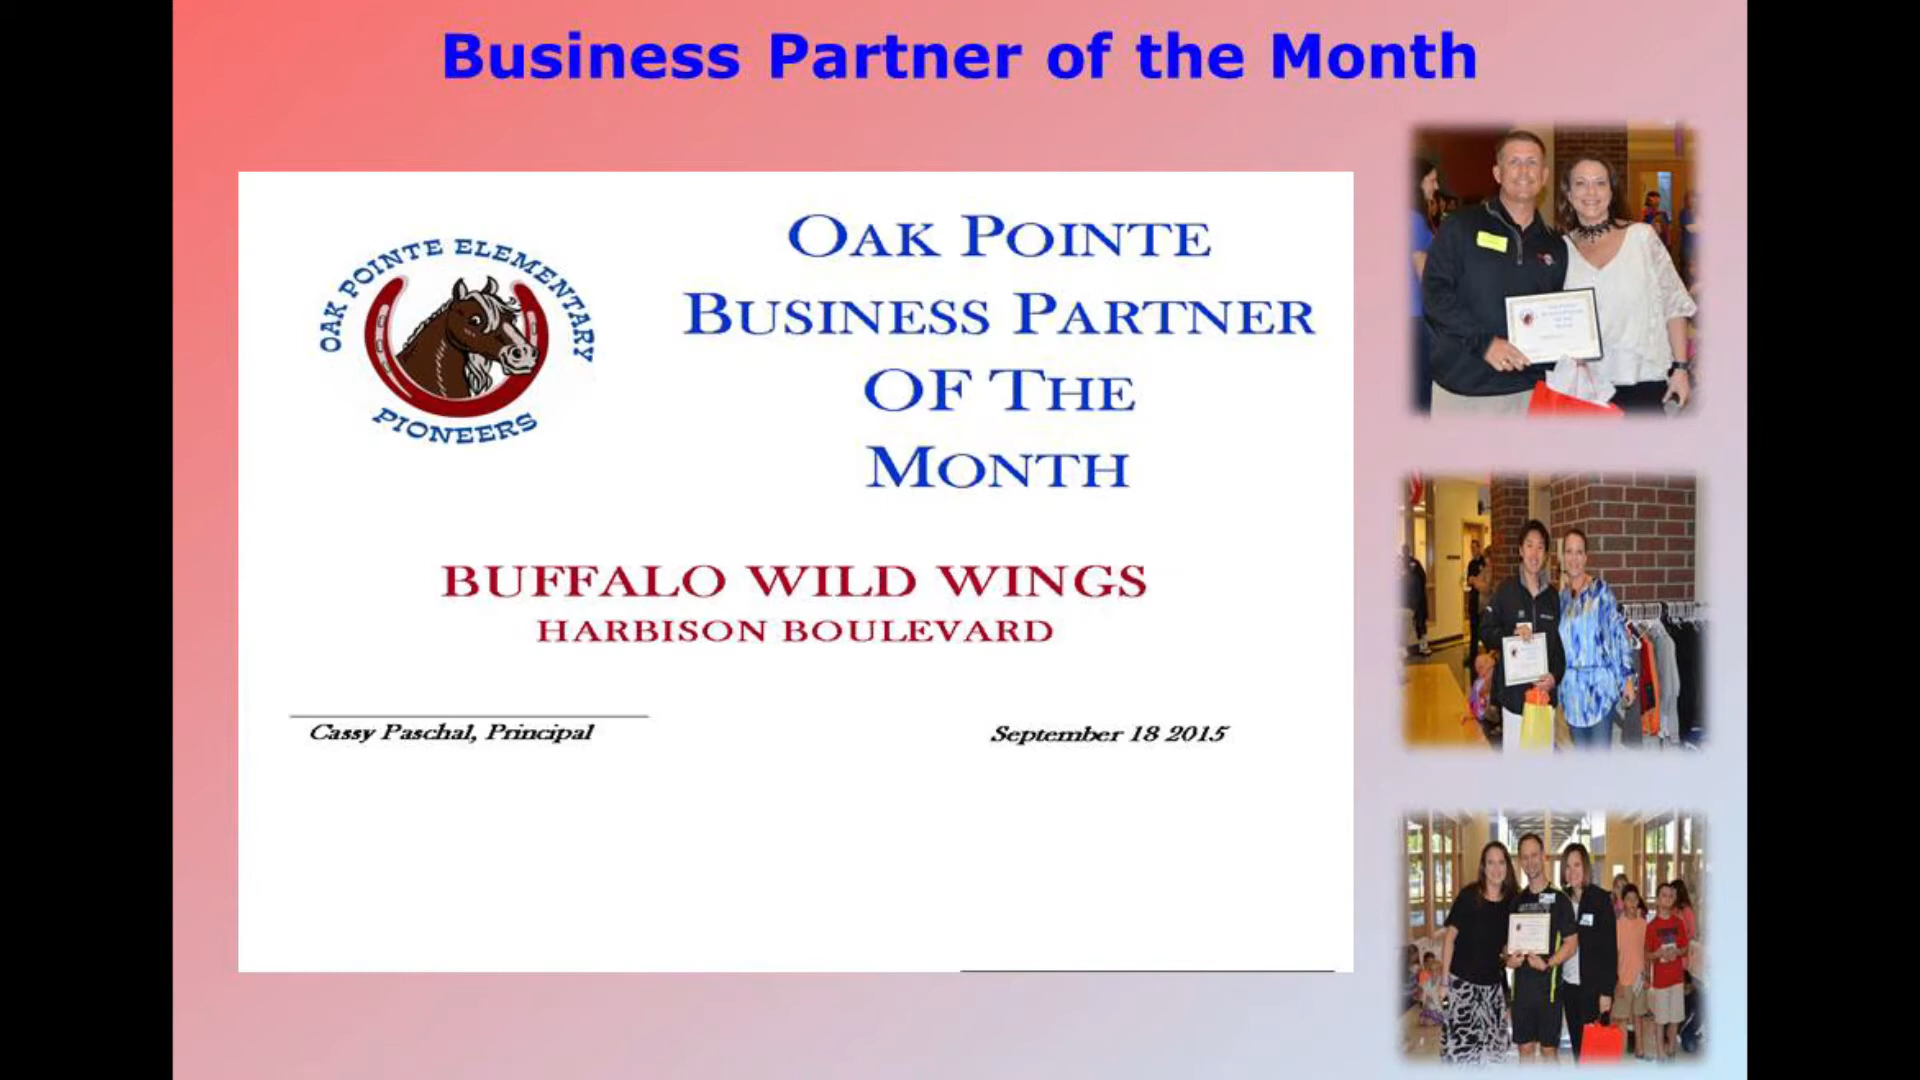 Business Partner of the Month
OAK POINTE ELEMENTARY
PIONEERS
OAK POINTE
BUSINESS PARTNER
OF THE
MONTH
BUFFALO WILD WINGS
HARBISON BOULEVARD
Cassy Paschal, Principal
September 18 2015